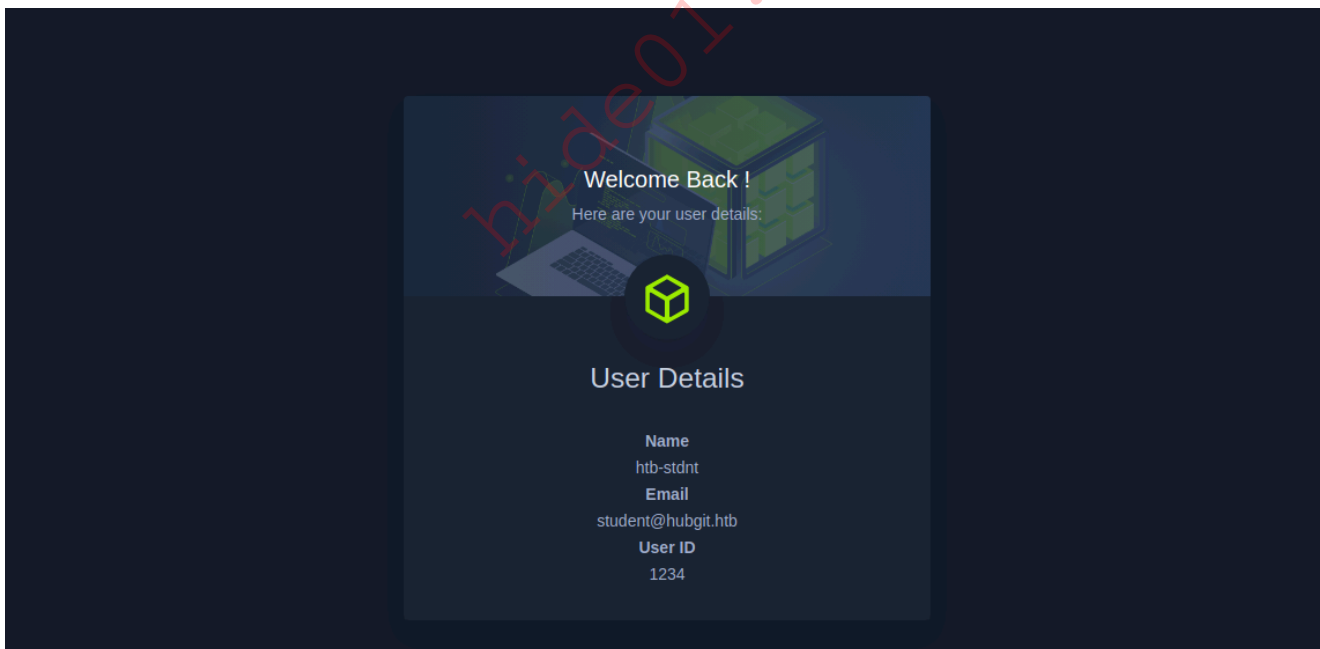 hide01.
Welcome Back !
Here are your user details:
User Details
Name
htb-stdnt
Email
student@hubgit.htb
User ID
1234